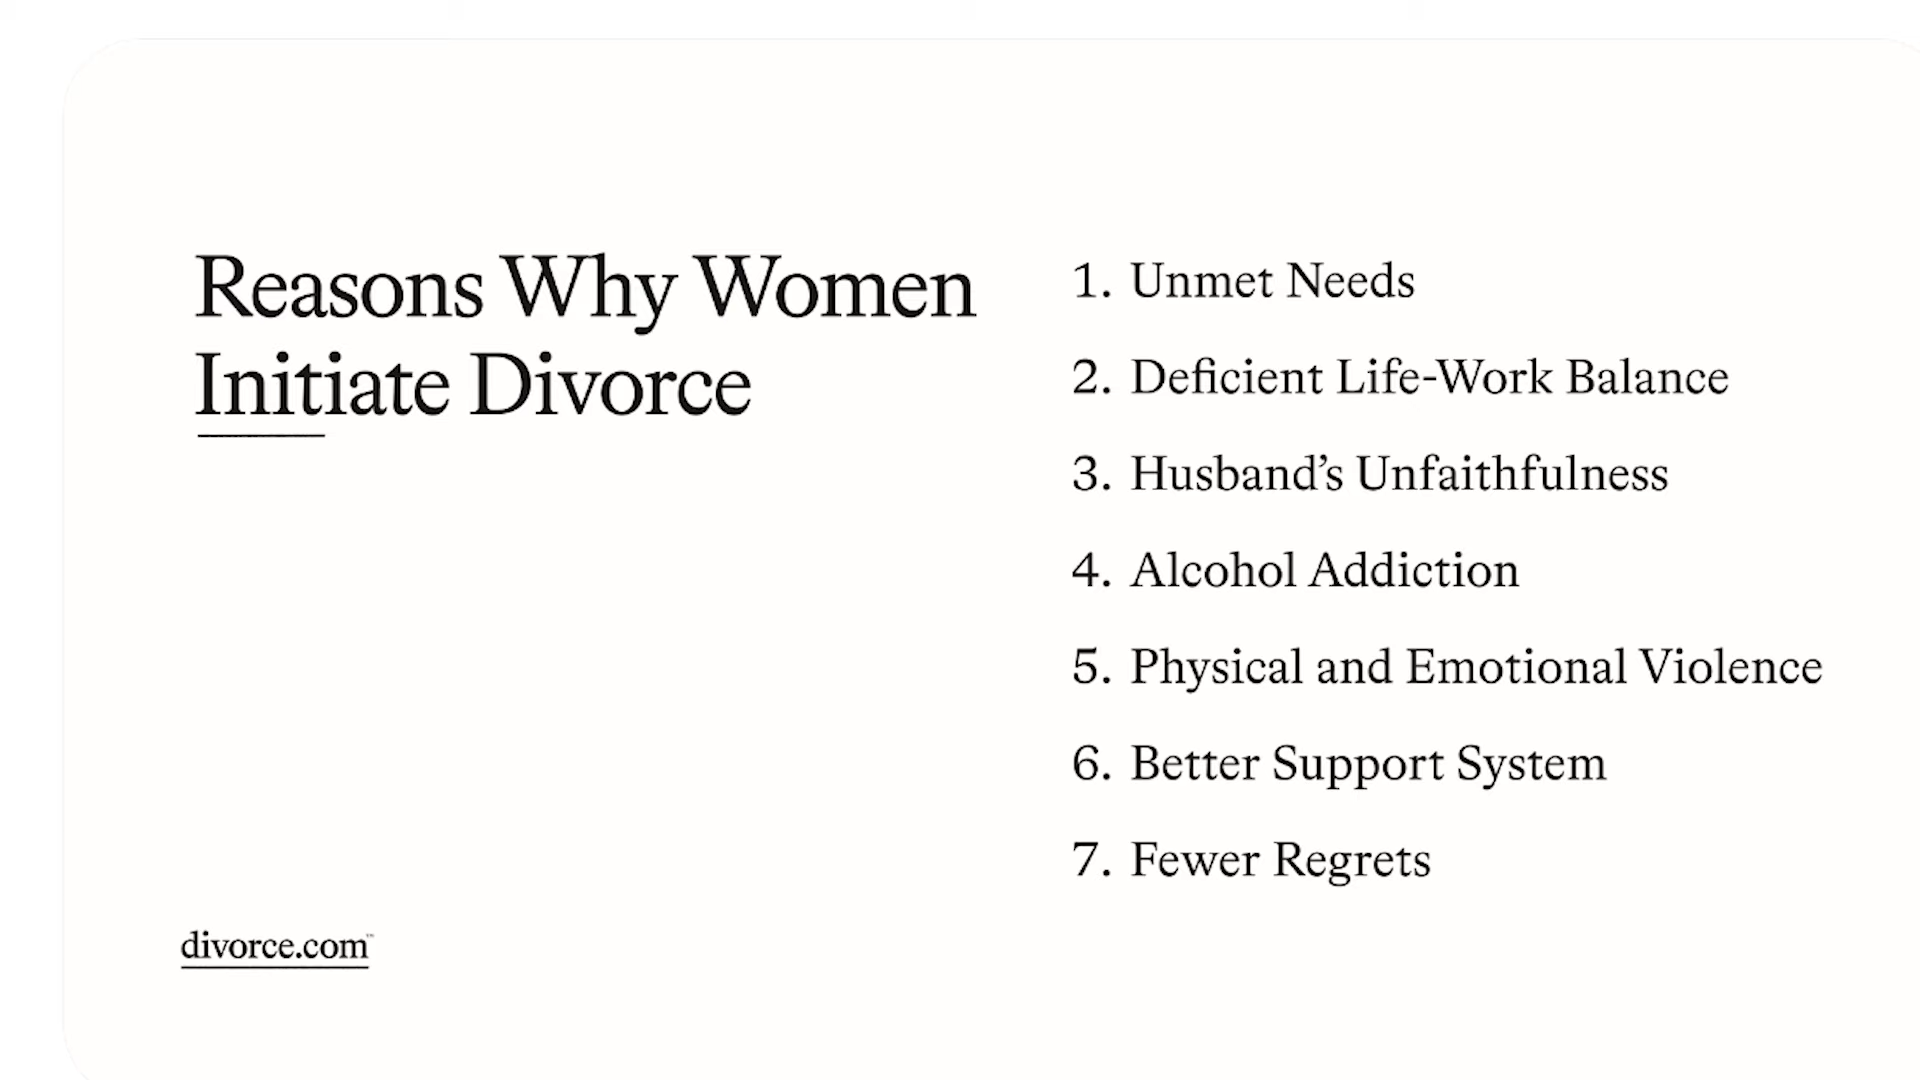 Reasons Why Women
Initiate Divorce
1. Unmet Needs
2. Deficient Life-Work Balance
3. Husband’s Unfaithfulness
4. Alcohol Addiction
5. Physical and Emotional Violence
6. Better Support System
7. Fewer Regrets
divorce.com™